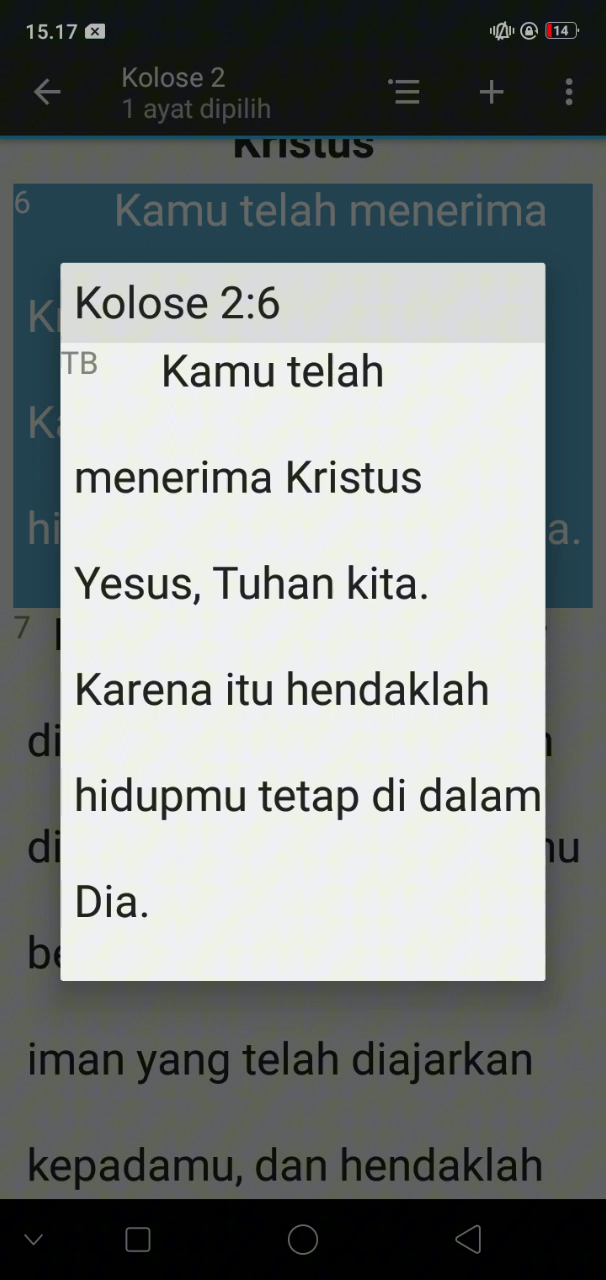 15.17
14
Kolose 2
1 ayat dipilih
Kristus
6 Kamu telah menerima
Kolose 2:6
TB Kamu telah
menerima Kristus
Yesus, Tuhan kita.
Karena itu hendaklah
hidupmu tetap di dalam
Dia.
7
iman yang telah diajarkan
kepadamu, dan hendaklah